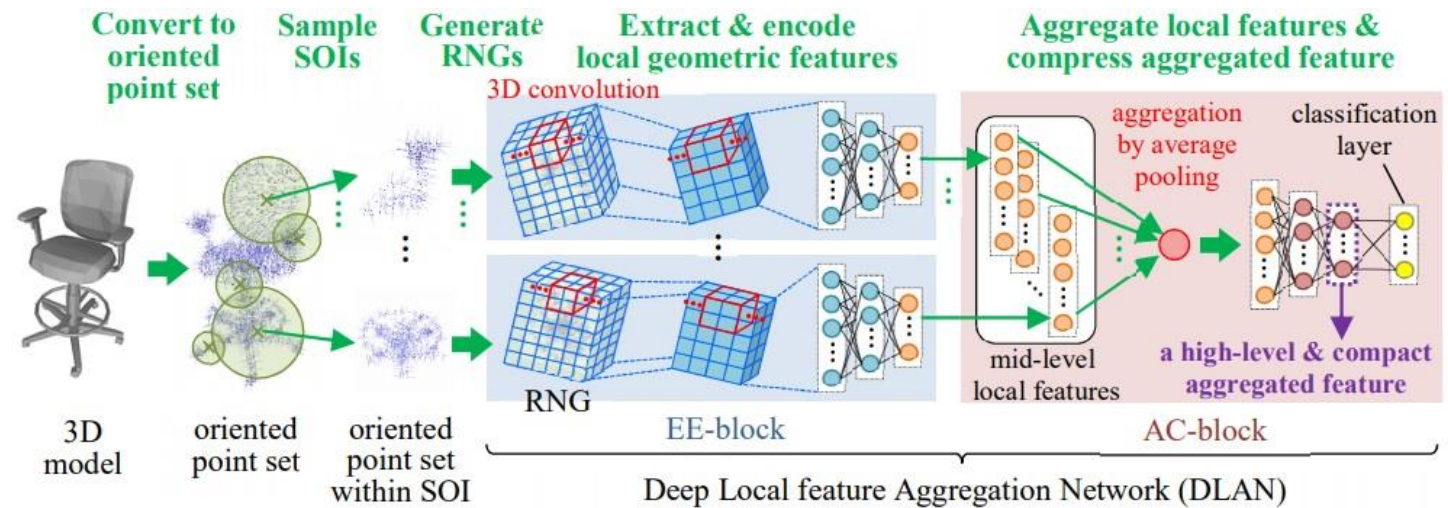 Convert to
oriented
point set
Sample
SOIs
Generate
RNGs
Extract & encode
local geometric features
Aggregate local features &
compress aggregated feature
3D convolution
aggregation
by average
pooling
classification
layer
mid-level
local features
a high-level & compact
aggregated feature
RNG
3D
model
oriented
point set
oriented
point set
within SOI
EE-block
AC-block
Deep Local feature Aggregation Network (DLAN)